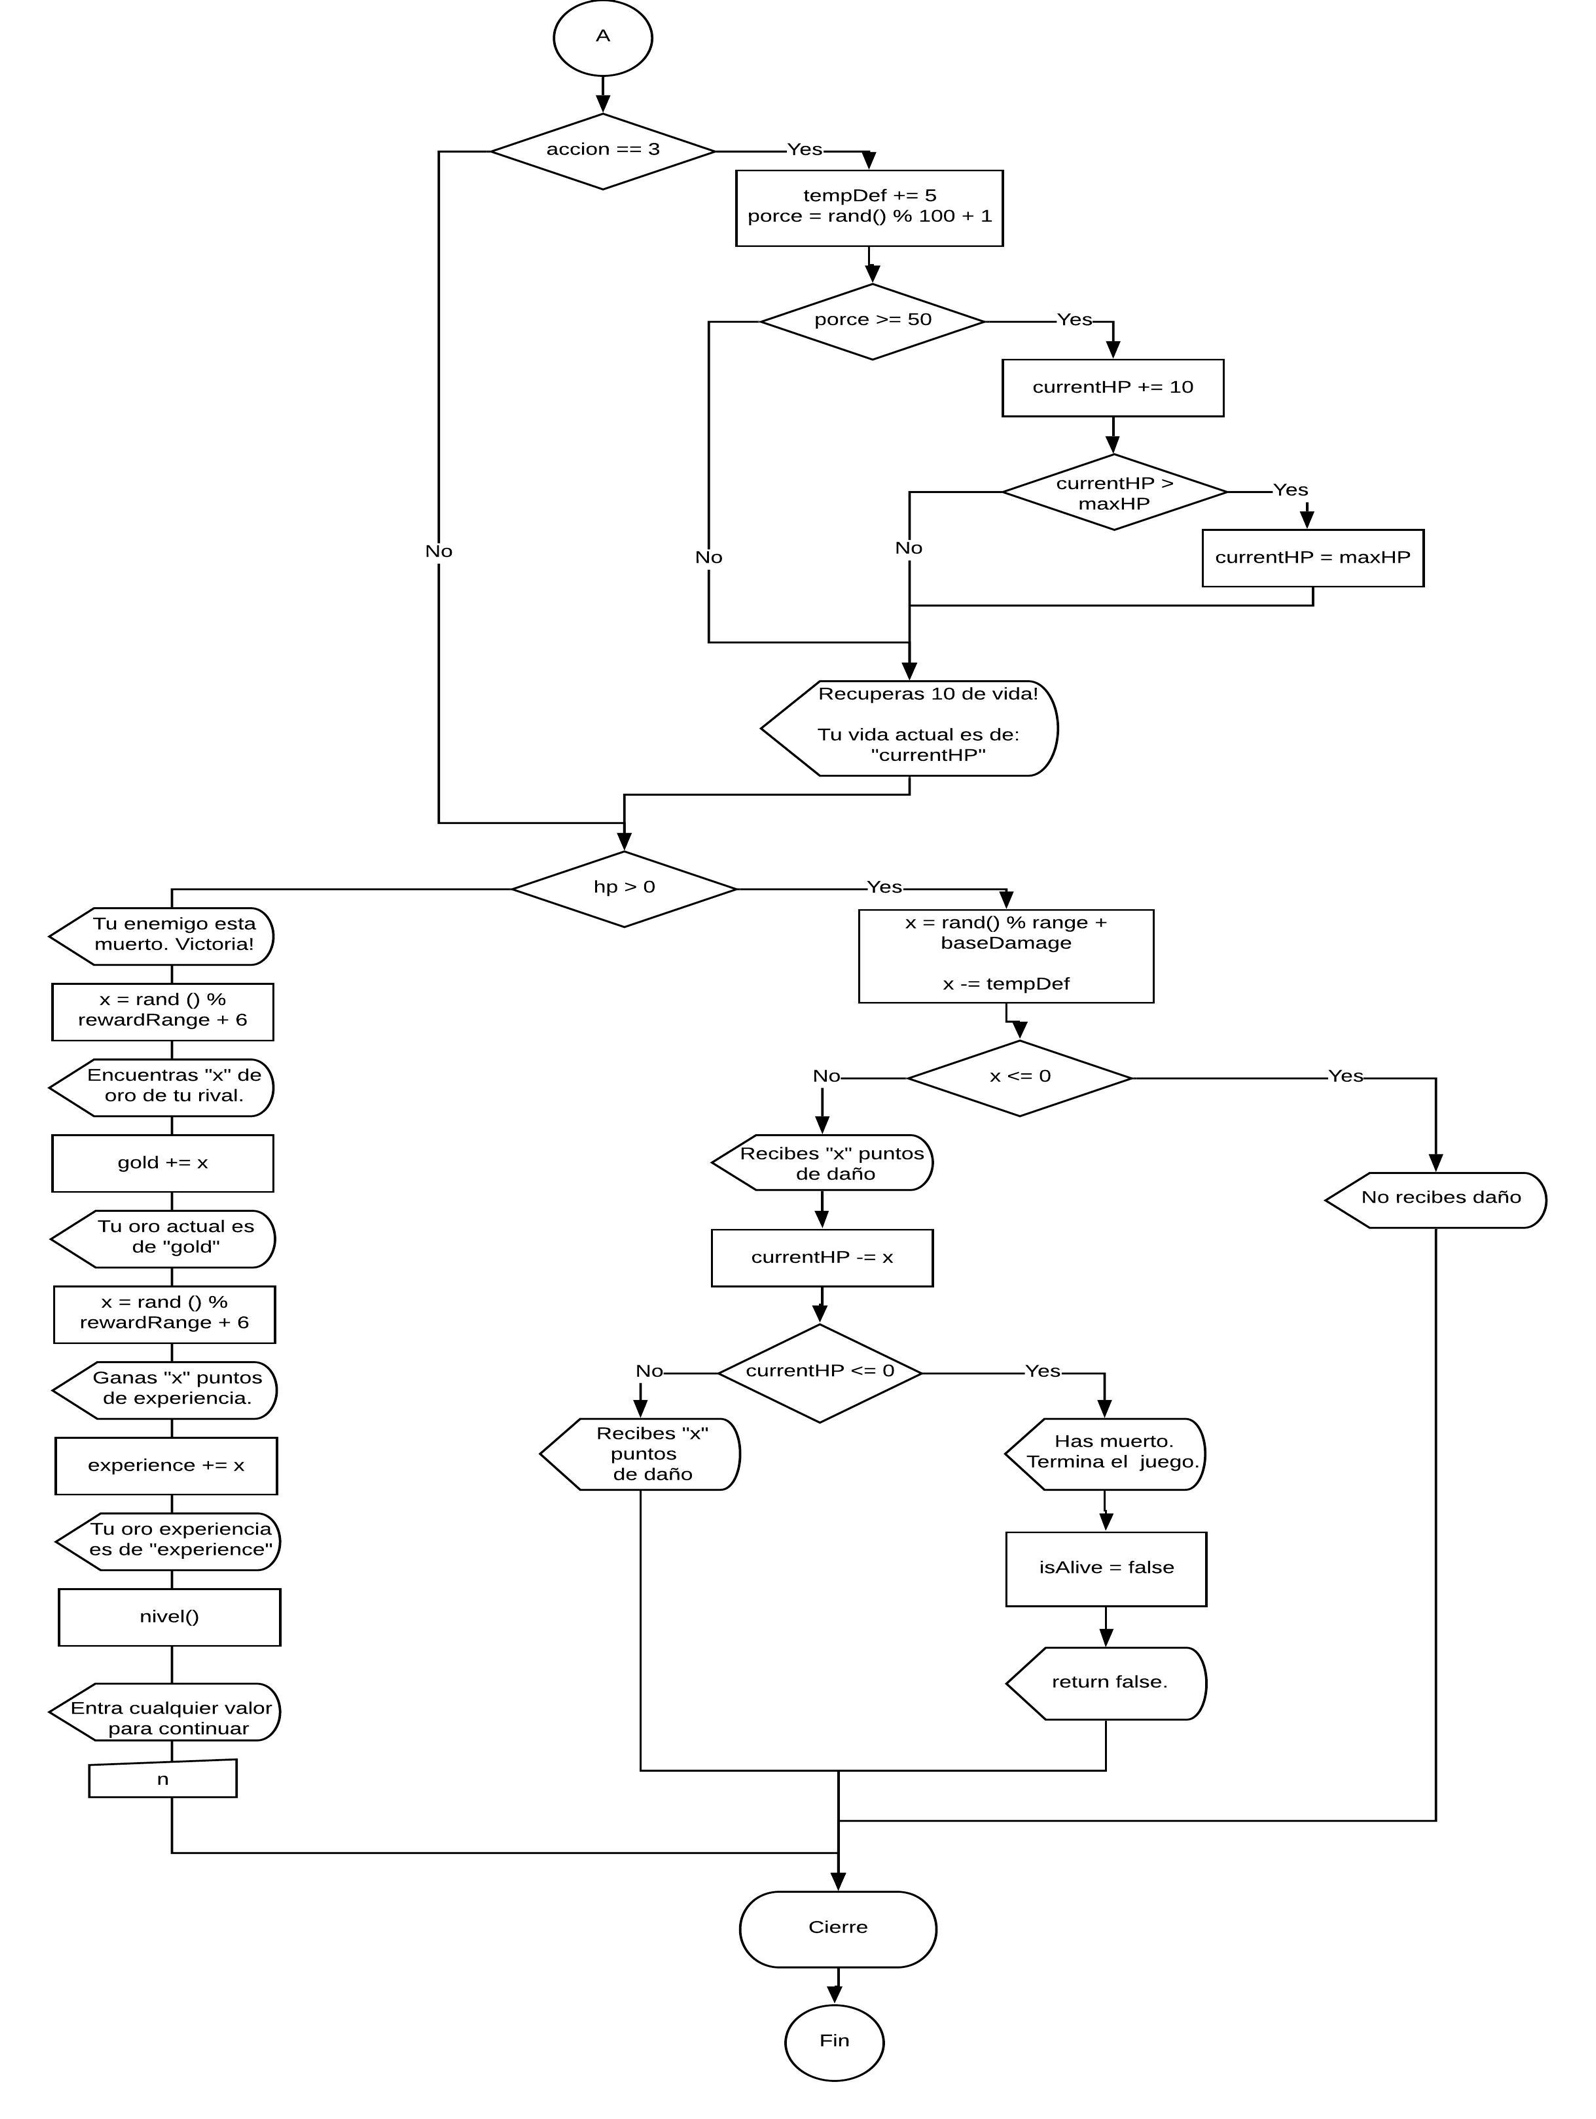 A
accion == 3
Yes
tempDef += 5
porce = rand() % 100 + 1
porce >= 50
Yes
currentHP += 10
currentHP >
maxHP
Yes
currentHP = maxHP
No
No
No
Recuperas 10 de vida!
Tu vida actual es de:
"currentHP"
hp > 0
Yes
Tu enemigo esta
muerto. Victoria!
x = rand () %
rewardRange + 6
Encuentras "x" de
oro de tu rival.
gold += x
Tu oro actual es
de "gold"
x = rand () %
rewardRange + 6
Ganas "x" puntos
de experiencia.
experience += x
Tu oro experiencia
es de "experience"
nivel()
Entra cualquier valor
para continuar
n
x = rand() % range +
baseDamage
x -= tempDef
x <= 0
No
Yes
Recibes "x" puntos
de daño
No recibes daño
currentHP -= x
currentHP <= 0
No
Yes
Recibes "x"
puntos
de daño
Has muerto.
Termina el  juego.
isAlive = false
return false.
Cierre
Fin